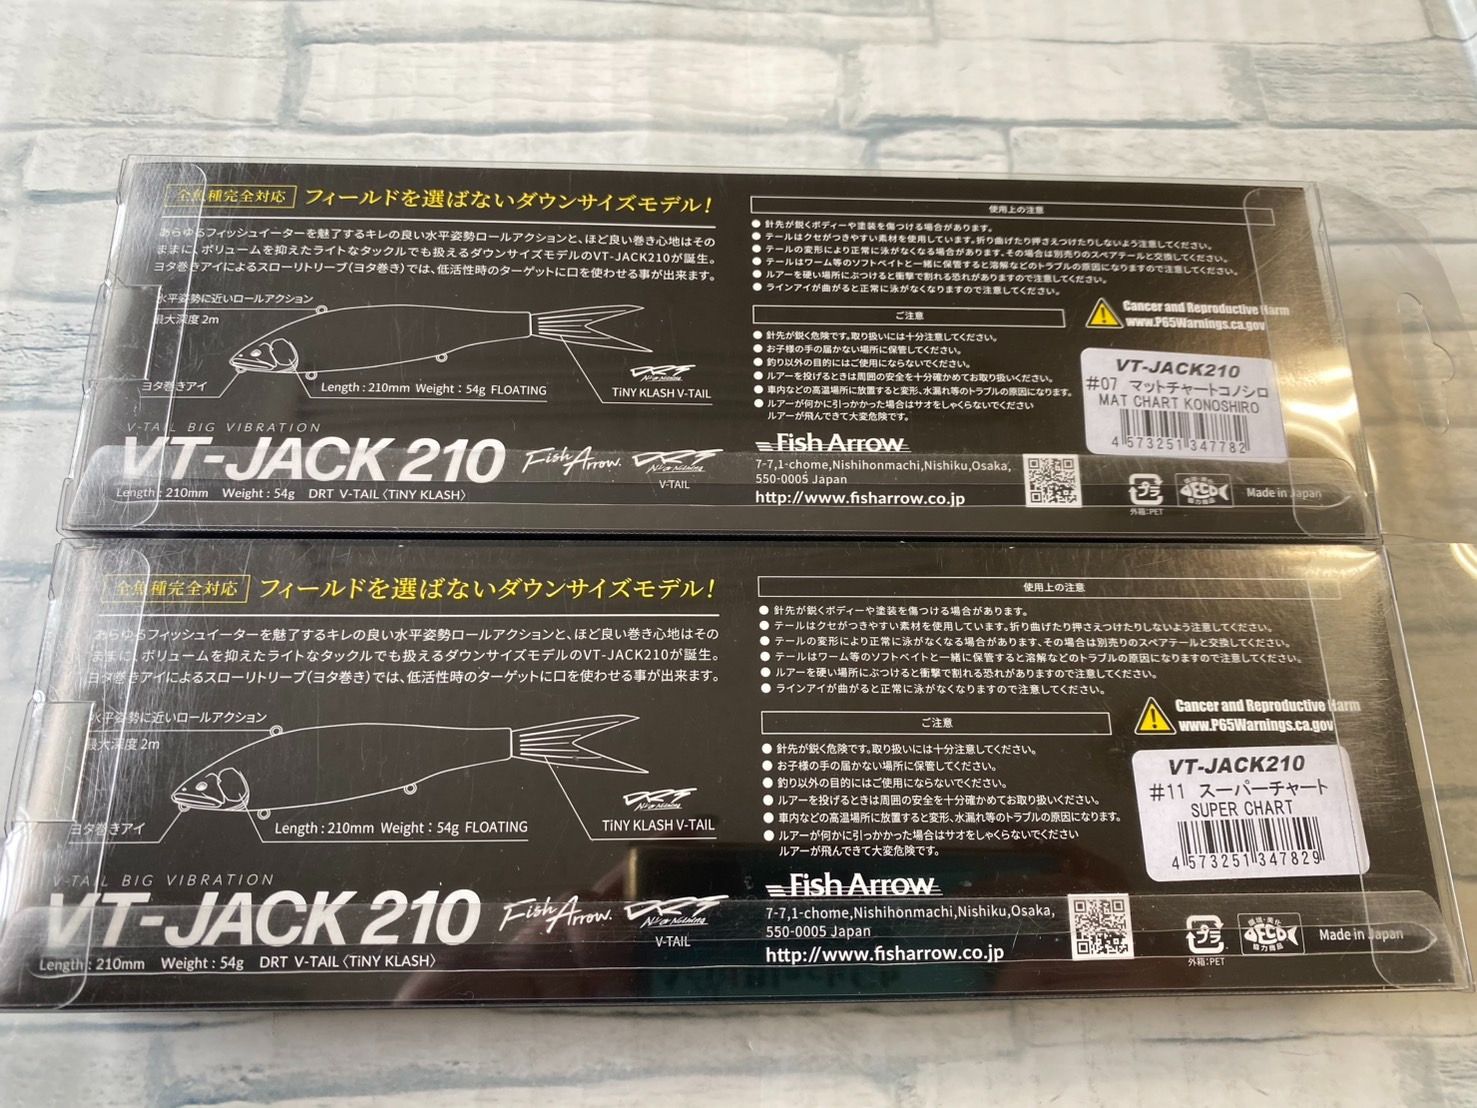 全魚種完全対応 フィールドを選ばないダウンサイズモデル!
あらゆるフィッシュイーターを魅了するキレの良い水平姿勢ロールアクションと、ほど良い巻き心地はその
ままに、ボリュームを抑えたライトなタックルでも扱えるダウンサイズモデルのVT-JACK210が誕生。
ヨタ巻きアイによるスローリトリーブ(ヨタ巻き)では、低活性時のターゲットに口を使わせる事が出来ます。
水平姿勢に近いロールアクション
最大深度 2m
ヨタ巻きアイ
Length:210mm Weight:54g FLOATING
TiNY KLASH V-TAIL
V-TAIL BIG VIBRATION
VT-JACK 210
Fish Arrow. DRT
V-TAIL
Length:210mm Weight:54g DRT V-TAIL〈TiNY KLASH〉
使用上の注意
●針先が鋭くボディーや塗装を傷つける場合があります。
●テールはクセがつきやすい素材を使用しています。折り曲げたり押さえつけたりしないよう注意してください。
●テールの変形により正常に泳がなくなる場合があります、その場合は別売りのスペアテールと交換してください。
●テールはワーム等のソフトベイトと一緒に保管すると溶解などのトラブルの原因になりますので注意してください。
●ルアーを硬い場所にぶつけると衝撃で割れる恐れがありますので注意してください。
●ラインアイが曲がると正常に泳がなくなりますので注意してください。
ご注意
●針先が鋭く危険です。取り扱いには十分注意してください。
●お子様の手の届かない場所に保管してください。
●釣り以外の目的にはご使用にならないでください。
●ルアーを投げるときは周囲の安全を十分確かめてお取り扱いください。
●車内などの高温場所に放置すると変形、水漏れ等のトラブルの原因になります。
●ルアーが何かに引っかかった場合はサオをしゃくらないでください
ルアーが飛んできて大変危険です。
Cancer and Reproductive Harm
www.P65Warnings.ca.gov
VT-JACK210
#07 マットチャートコノシロ
MAT CHART KONOSHIRO
4 573251 347782
Fish Arrow
7-7,1-chome,Nishihonmachi,Nishiku,Osaka,
550-0005 Japan
http://www.fisharrow.co.jp
プラ
外箱:PET
Made in Japan
全魚種完全対応 フィールドを選ばないダウンサイズモデル!
あらゆるフィッシュイーターを魅了するキレの良い水平姿勢ロールアクションと、ほど良い巻き心地はその
ままに、ボリュームを抑えたライトなタックルでも扱えるダウンサイズモデルのVT-JACK210が誕生。
ヨタ巻きアイによるスローリトリーブ(ヨタ巻き)では、低活性時のターゲットに口を使わせる事が出来ます。
水平姿勢に近いロールアクション
最大深度 2m
ヨタ巻きアイ
Length:210mm Weight:54g FLOATING
TiNY KLASH V-TAIL
V-TAIL BIG VIBRATION
VT-JACK 210
Fish Arrow. DRT
V-TAIL
Length:210mm Weight:54g DRT V-TAIL〈TiNY KLASH〉
使用上の注意
●針先が鋭くボディーや塗装を傷つける場合があります。
●テールはクセがつきやすい素材を使用しています。折り曲げたり押さえつけたりしないよう注意してください。
●テールの変形により正常に泳がなくなる場合があります、その場合は別売りのスペアテールと交換してください。
●テールはワーム等のソフトベイトと一緒に保管すると溶解などのトラブルの原因になりますので注意してください。
●ルアーを硬い場所にぶつけると衝撃で割れる恐れがありますので注意してください。
●ラインアイが曲がると正常に泳がなくなりますので注意してください。
ご注意
●針先が鋭く危険です。取り扱いには十分注意してください。
●お子様の手の届かない場所に保管してください。
●釣り以外の目的にはご使用にならないでください。
●ルアーを投げるときは周囲の安全を十分確かめてお取り扱いください。
●車内などの高温場所に放置すると変形、水漏れ等のトラブルの原因になります。
●ルアーが何かに引っかかった場合はサオをしゃくらないでください
ルアーが飛んできて大変危険です。
Cancer and Reproductive Harm
www.P65Warnings.ca.gov
VT-JACK210
#11 スーパーチャート
SUPER CHART
4 573251 347829
Fish Arrow
7-7,1-chome,Nishihonmachi,Nishiku,Osaka,
550-0005 Japan
http://www.fisharrow.co.jp
プラ
外箱:PET
環境・美化
協力商品
Made in Japan